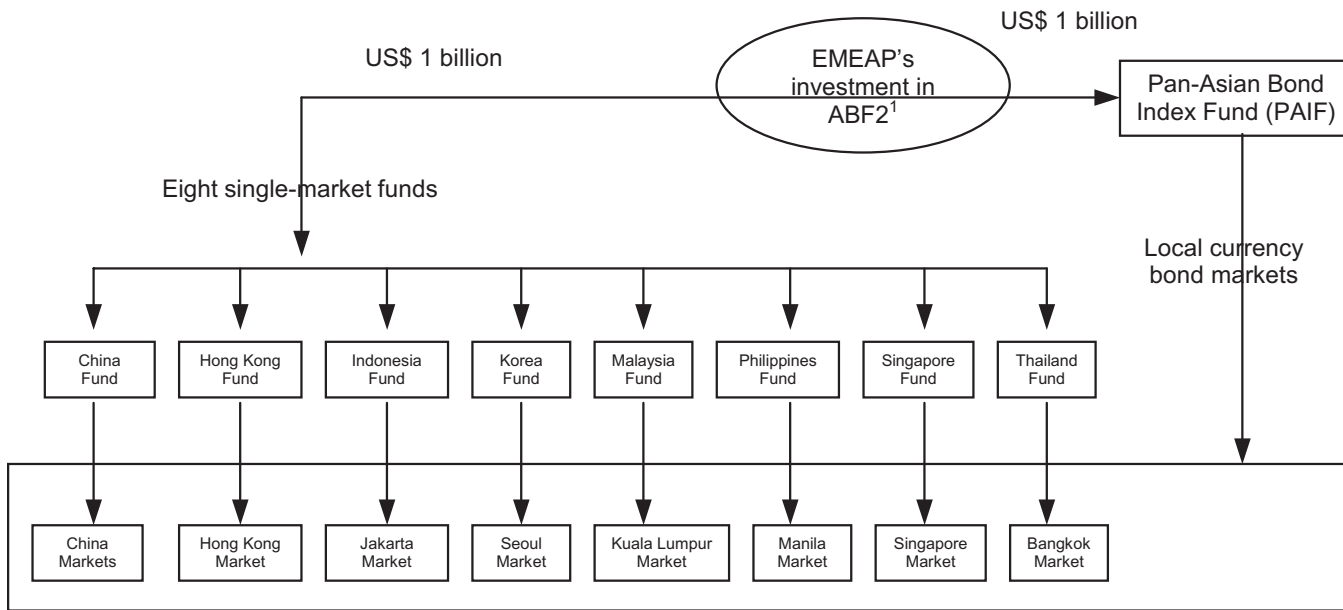 US$ 1 billion
US$ 1 billion
EMEAP's
investment in
ABF2¹
Pan-Asian Bond
Index Fund (PAIF)
Eight single-market funds
Local currency
bond markets
China
Fund
Hong Kong
Fund
Indonesia
Fund
Korea
Fund
Malaysia
Fund
Philippines
Fund
Singapore
Fund
Thailand
Fund
China
Markets
Hong Kong
Market
Jakarta
Market
Seoul
Market
Kuala Lumpur
Market
Manila
Market
Singapore
Market
Bangkok
Market